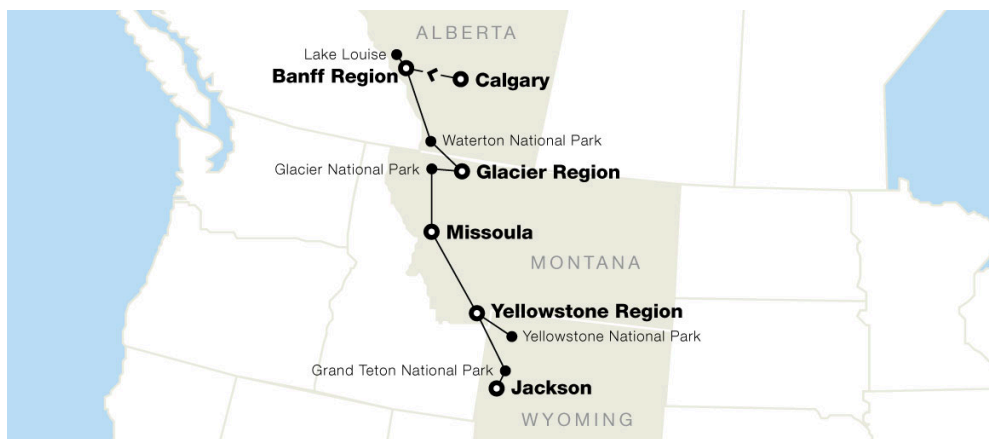 ALBERTA
Lake Louise
Banff Region
Calgary
Waterton National Park
Glacier National Park
Glacier Region
Missoula
MONTANA
Yellowstone Region
Yellowstone National Park
Grand Teton National Park
Jackson
WYOMING